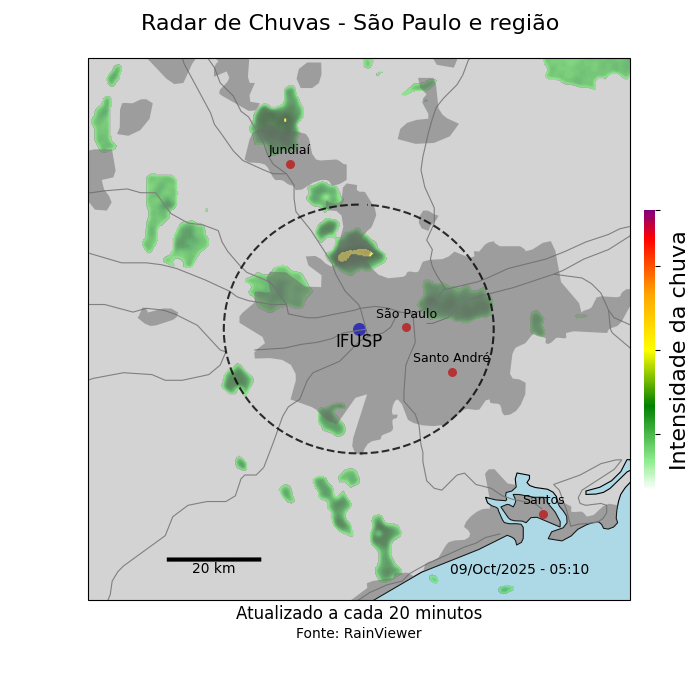 Radar de Chuvas - São Paulo e região
Jundiaí
São Paulo
IFUSP
Santo André
Santos
20 km
09/Oct/2025 - 05:10
Intensidade da chuva
Atualizado a cada 20 minutos
Fonte: RainViewer